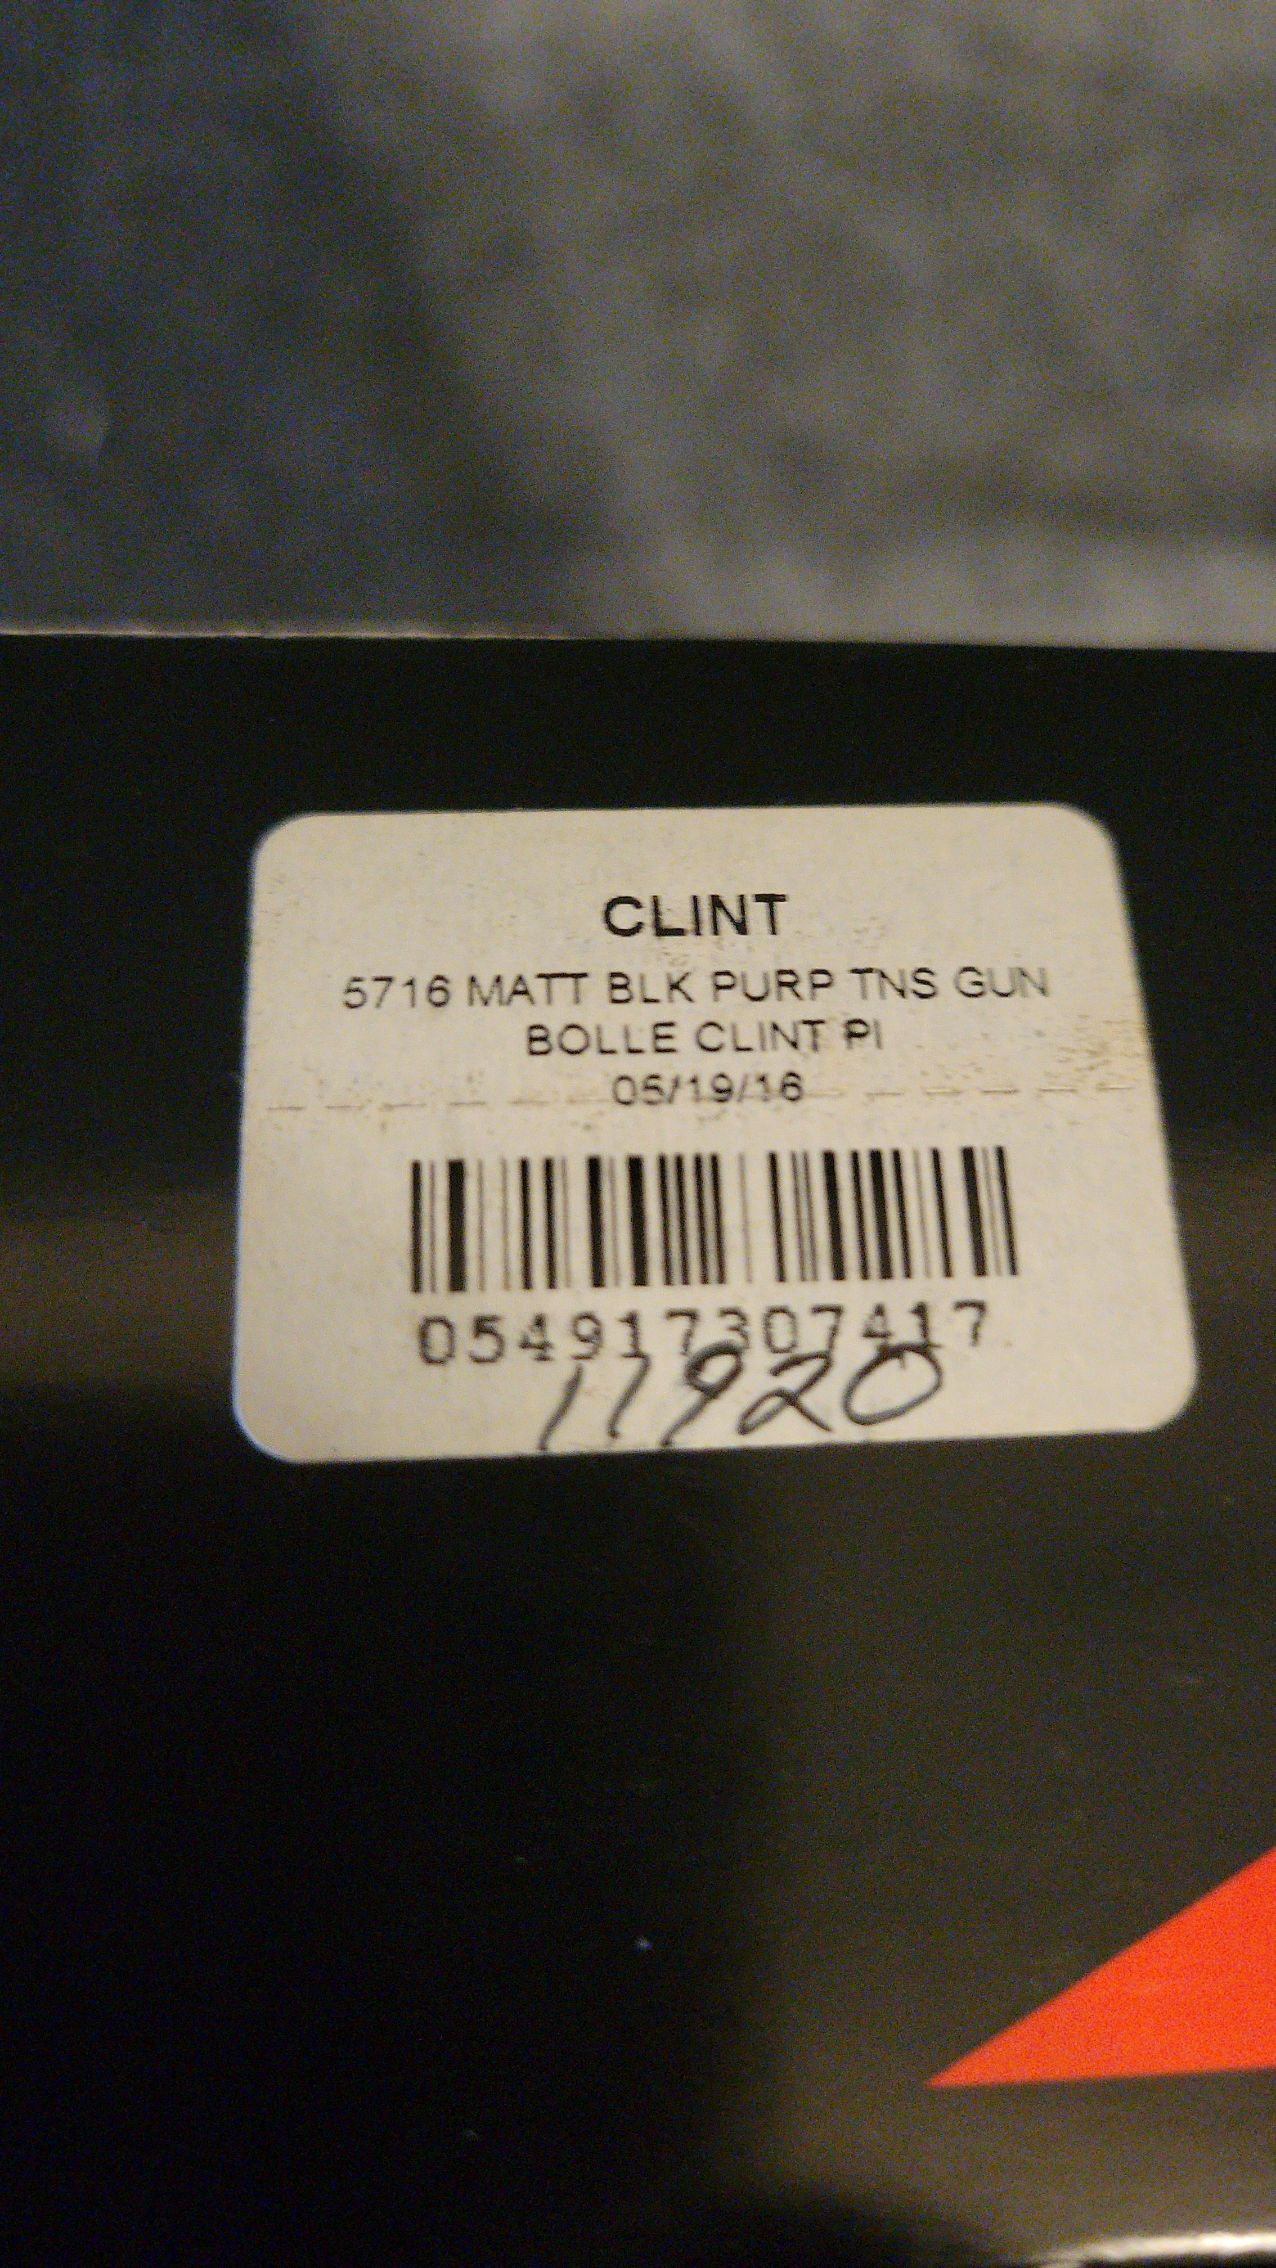 CLINT
5716 MATT BLK PURP TNS GUN
BOLLE CLINT PI
05/19/16
054917307417
11920